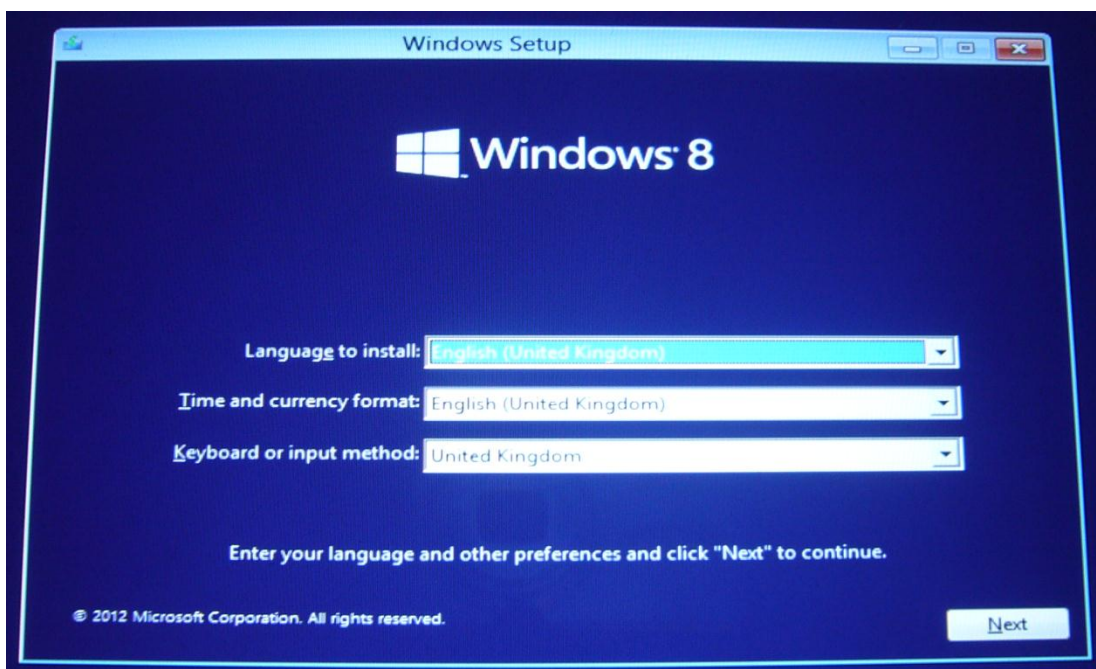 Windows Setup
Windows 8
Language to install: English (United Kingdom)
Time and currency format: English (United Kingdom)
Keyboard or input method: United Kingdom
Enter your language and other preferences and click "Next" to continue.
© 2012 Microsoft Corporation. All rights reserved.
Next